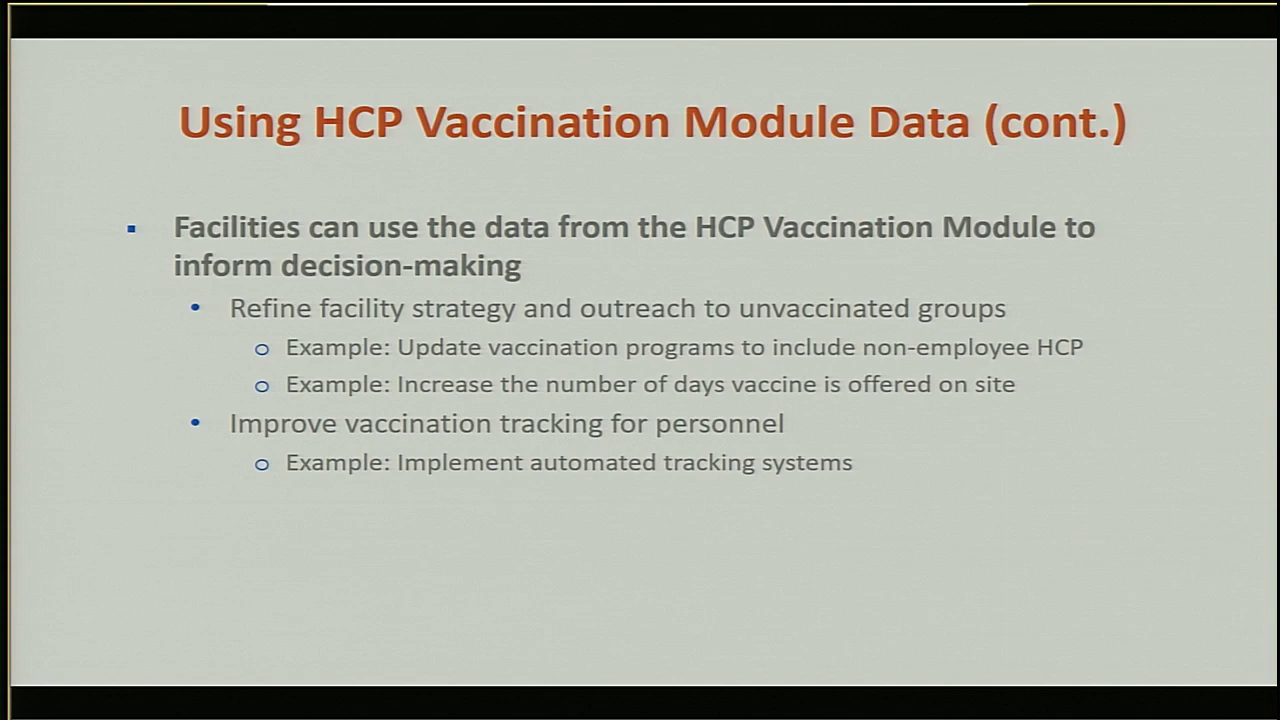 Using HCP Vaccination Module Data (cont.)
Facilities can use the data from the HCP Vaccination Module to
inform decision-making
Refine facility strategy and outreach to unvaccinated groups
Example: Update vaccination programs to include non-employee HCP
Example: Increase the number of days vaccine is offered on site
Improve vaccination tracking for personnel
Example: Implement automated tracking systems